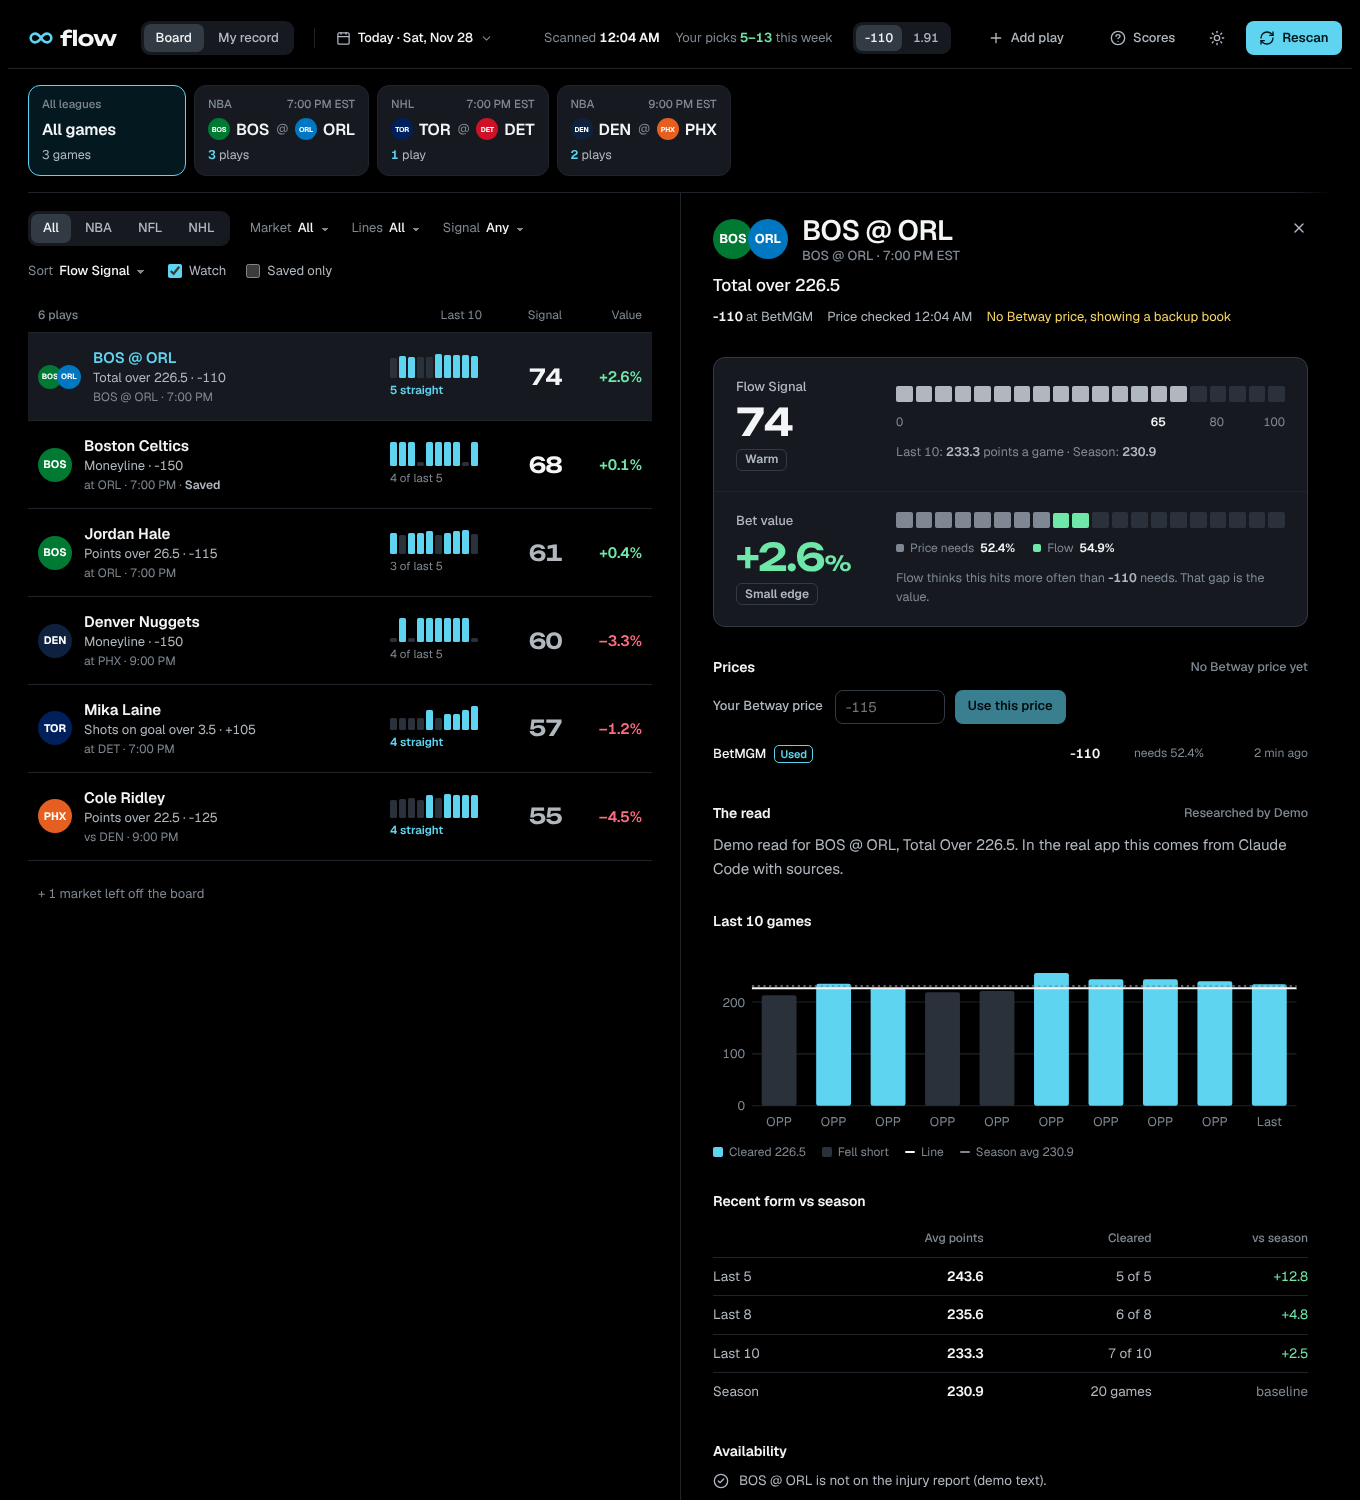 flow
Board My record Today · Sat, Nov 28 Scanned 12:04 AM Your picks 5–13 this week -110 1.91 Add play Scores Rescan
All leagues
All games
3 games
NBA 7:00 PM EST
BOS BOS @ ORL ORL
3 plays
NHL 7:00 PM EST
TOR TOR @ DET DET
1 play
NBA 9:00 PM EST
DEN DEN @ PHX PHX
2 plays
All NBA NFL NHL Market All Lines All Signal Any
Sort Flow Signal Watch Saved only
6 plays Last 10 Signal Value
BOS ORL
BOS @ ORL
Total over 226.5 · -110
BOS @ ORL · 7:00 PM
5 straight
74 +2.6%
BOS
Boston Celtics
Moneyline · -150
at ORL · 7:00 PM · Saved
4 of last 5
68 +0.1%
BOS
Jordan Hale
Points over 26.5 · -115
at ORL · 7:00 PM
3 of last 5
61 +0.4%
DEN
Denver Nuggets
Moneyline · -150
at PHX · 9:00 PM
4 of last 5
60 –3.3%
TOR
Mika Laine
Shots on goal over 3.5 · +105
at DET · 7:00 PM
4 straight
57 –1.2%
PHX
Cole Ridley
Points over 22.5 · -125
vs DEN · 9:00 PM
4 straight
55 –4.5%
+ 1 market left off the board
BOS ORL
BOS @ ORL
BOS @ ORL · 7:00 PM EST
Total over 226.5
-110 at BetMGM Price checked 12:04 AM No Betway price, showing a backup book
Flow Signal
74
Warm
0 65 80 100
Last 10: 233.3 points a game · Season: 230.9
Bet value
+2.6%
Small edge
Price needs 52.4% Flow 54.9%
Flow thinks this hits more often than -110 needs. That gap is the
value.
Prices No Betway price yet
Your Betway price -115 Use this price
BetMGM Used -110 needs 52.4% 2 min ago
The read Researched by Demo
Demo read for BOS @ ORL, Total Over 226.5. In the real app this comes from Claude
Code with sources.
Last 10 games
200
100
0
OPP OPP OPP OPP OPP OPP OPP OPP OPP Last
Cleared 226.5 Fell short Line Season avg 230.9
Recent form vs season
Avg points Cleared vs season
Last 5 243.6 5 of 5 +12.8
Last 8 235.6 6 of 8 +4.8
Last 10 233.3 7 of 10 +2.5
Season 230.9 20 games baseline
Availability
BOS @ ORL is not on the injury report (demo text).